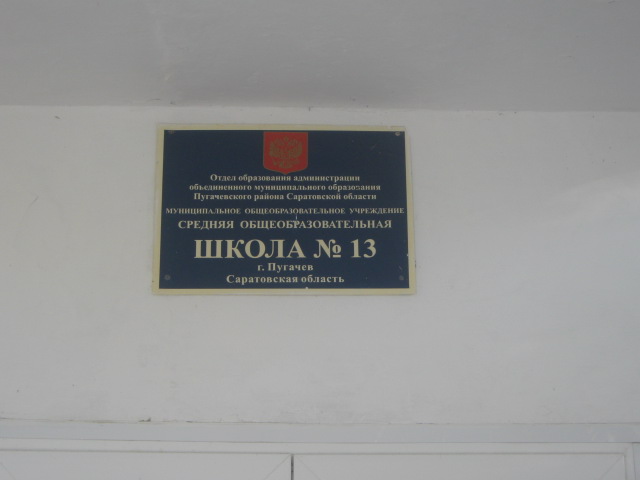 Отдел образования администрации
объединенного муниципального образования
Пугачевского района Саратовской области
МУНИЦИПАЛЬНОЕ ОБЩЕОБРАЗОВАТЕЛЬНОЕ УЧРЕЖДЕНИЕ
СРЕДНЯЯ ОБЩЕОБРАЗОВАТЕЛЬНАЯ
ШКОЛА № 13
г. Пугачев
Саратовская область